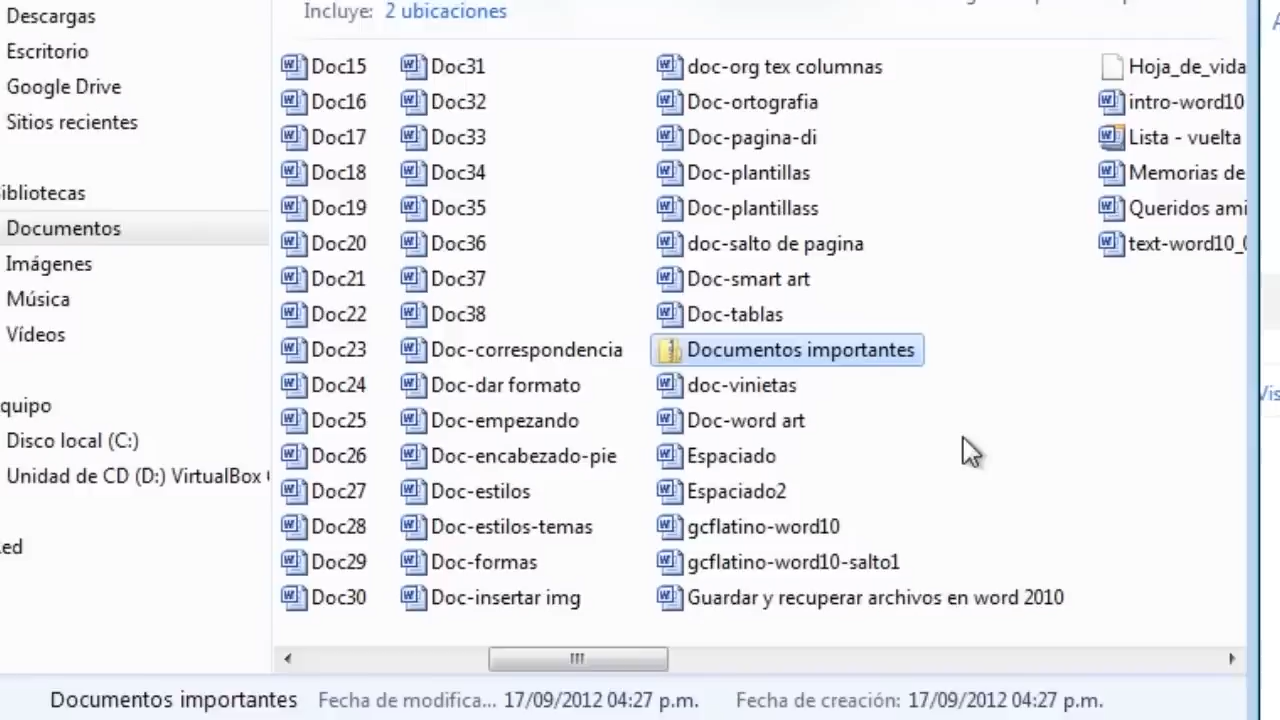 Descargas
Escritorio
Google Drive
Sitios recientes
ibliotecas
Documentos
Imágenes
Música
Vídeos
quipo
Disco local (C:)
Unidad de CD (D:) VirtualBox
ed
Incluye: 2 ubicaciones
Doc15
Doc16
Doc17
Doc18
Doc19
Doc20
Doc21
Doc22
Doc23
Doc24
Doc25
Doc26
Doc27
Doc28
Doc29
Doc30
Doc31
Doc32
Doc33
Doc34
Doc35
Doc36
Doc37
Doc38
Doc-correspondencia
Doc-dar formato
Doc-empezando
Doc-encabezado-pie
Doc-estilos
Doc-estilos-temas
Doc-formas
Doc-insertar img
doc-org tex columnas
Doc-ortografia
Doc-pagina-di
Doc-plantillas
Doc-plantillass
doc-salto de pagina
Doc-smart art
Doc-tablas
Documentos importantes
doc-vinietas
Doc-word art
Espaciado
Espaciado2
gcflatino-word10
gcflatino-word10-salto1
Guardar y recuperar archivos en word 2010
Hoja_de_vida
intro-word10
Lista - vuelta
Memorias de
Queridos ami
text-word10_
Vis
Documentos importantes Fecha de modifica... 17/09/2012 04:27 p.m. Fecha de creación: 17/09/2012 04:27 p.m.